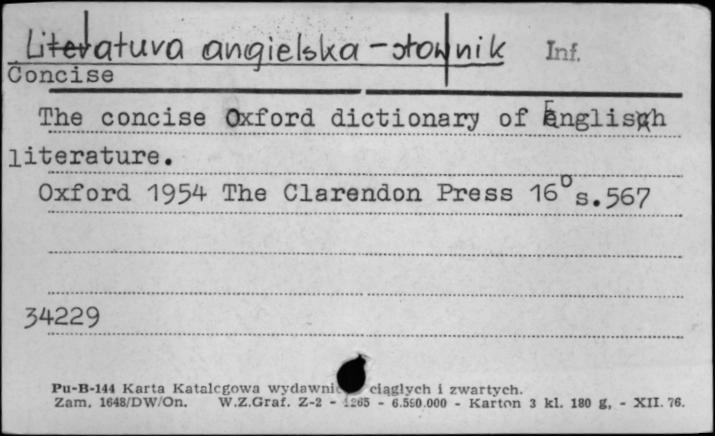 Literatura angielska - słownik Inf.
Concise
The concise Oxford dictionary of English
literature.
Oxford 1954 The Clarendon Press 16° s.567
34229
Pu-B-144 Karta Katalogowa ciągłych i zwartych.
Zam. 1648/DW/On. W.Z.Graf. Z-2 - 1265 - 6.550.000 - Karton 3 kl. 180 g, - XII. 76.